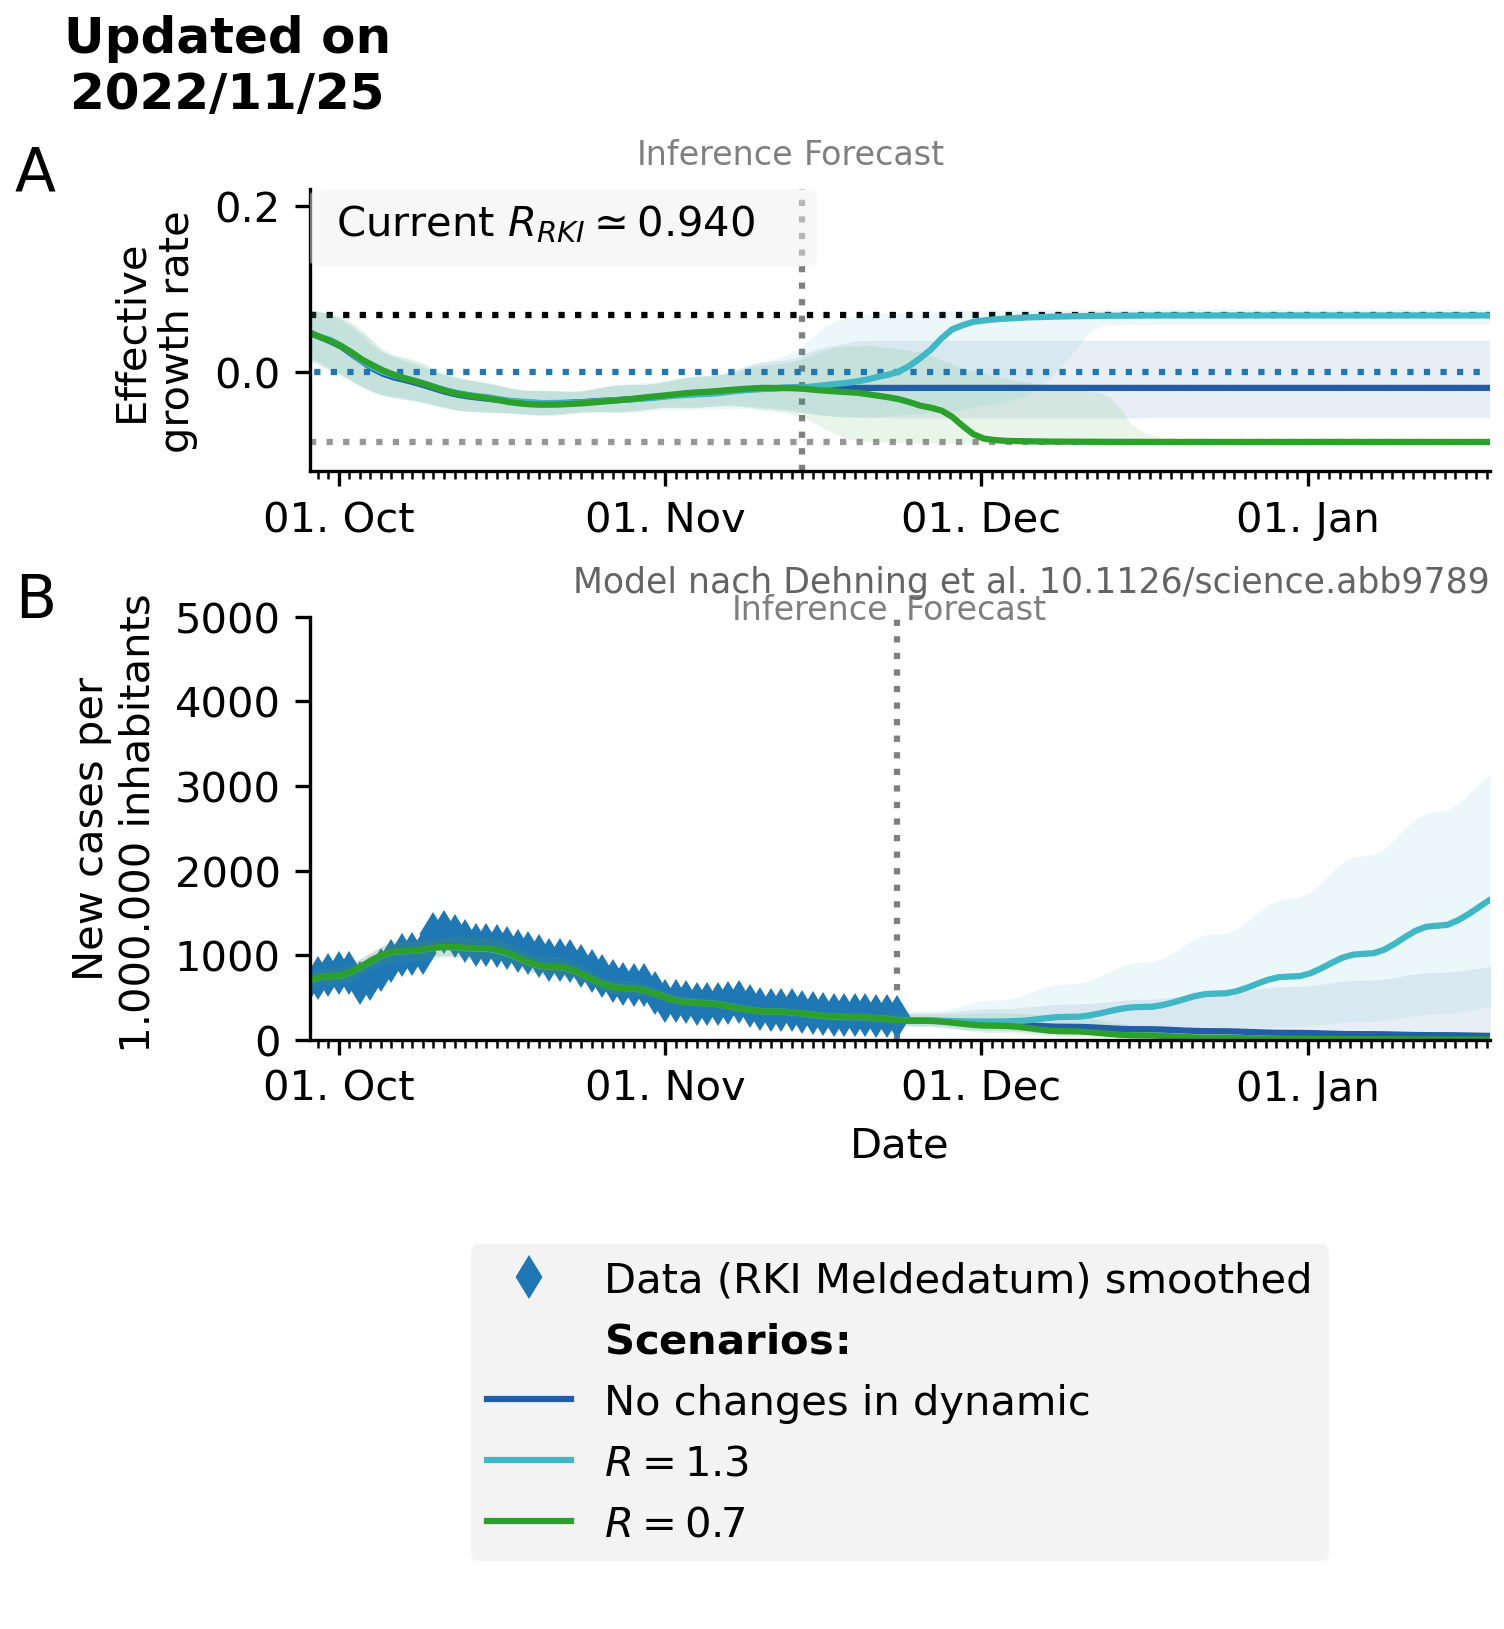 Updated on
2022/11/25
A
Inference Forecast
Current R_RKI ≃ 0.940
Effective
growth rate
0.2
0.0
01. Oct
01. Nov
01. Dec
01. Jan
B
Model nach Dehning et al. 10.1126/science.abb9789
Inference Forecast
New cases per
1.000.000 inhabitants
5000
4000
3000
2000
1000
0
01. Oct
01. Nov
01. Dec
01. Jan
Date
Data (RKI Meldedatum) smoothed
Scenarios:
No changes in dynamic
R = 1.3
R = 0.7